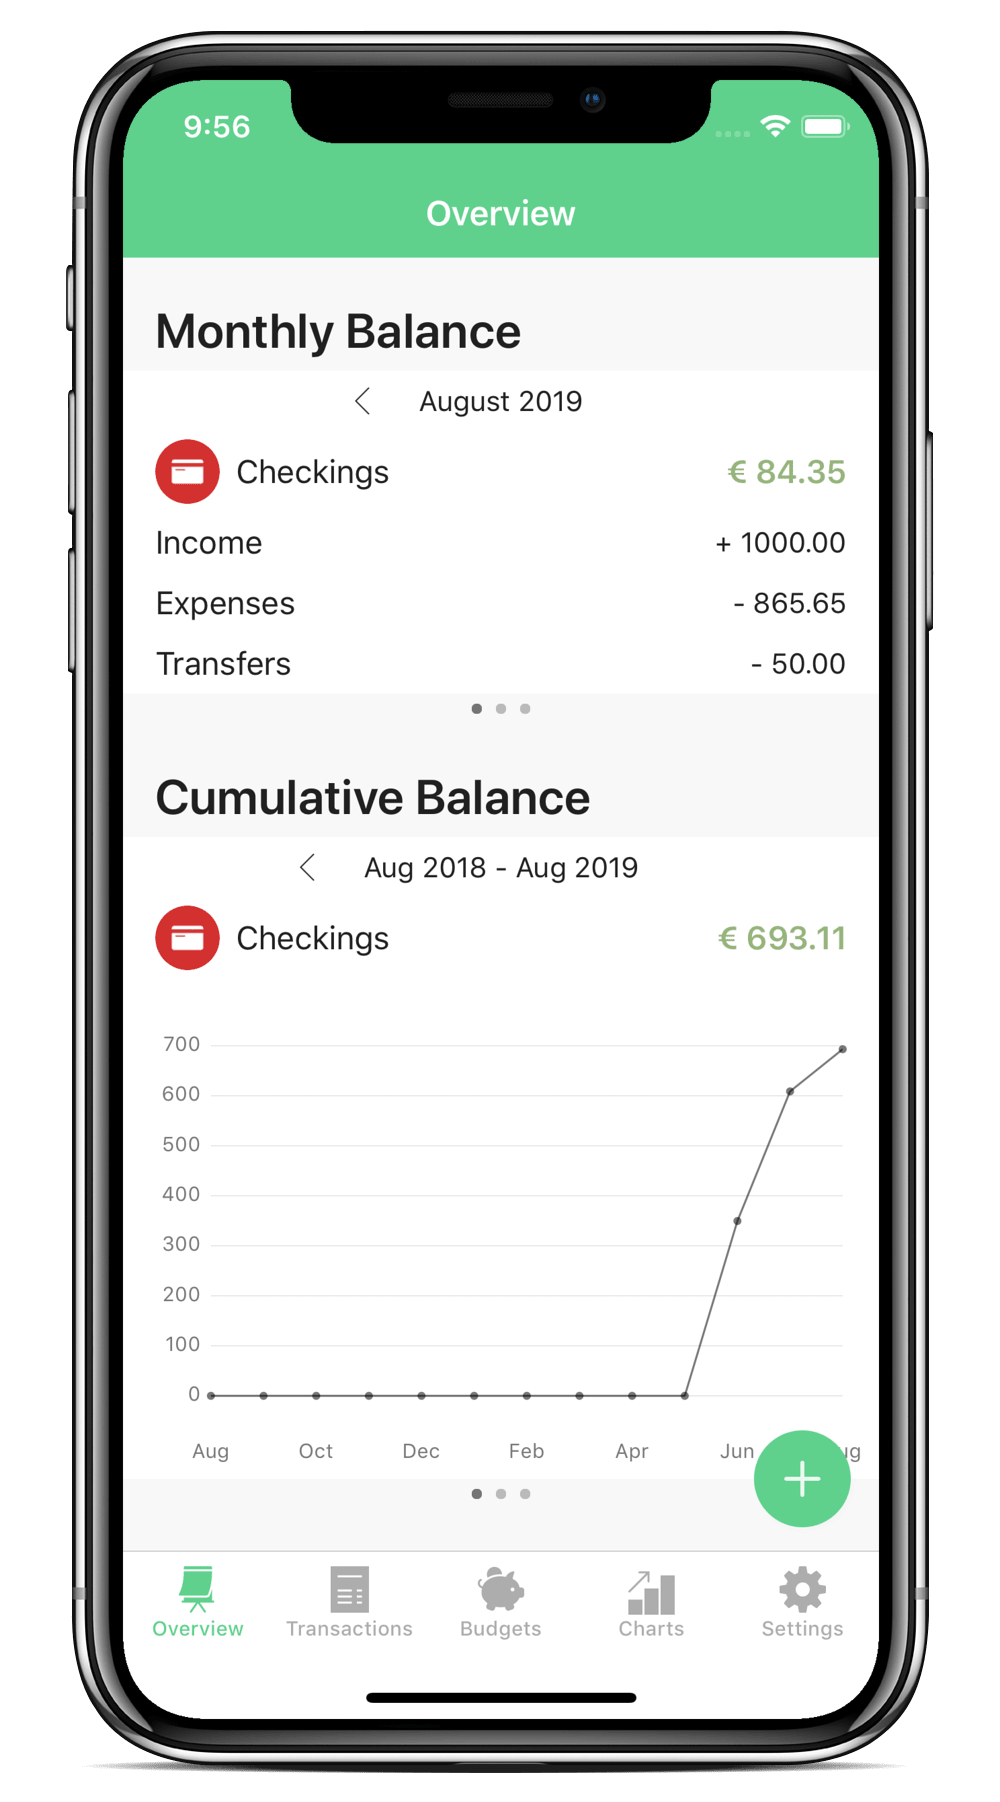 9:56
Overview
Monthly Balance
August 2019
Checkings € 84.35
Income + 1000.00
Expenses - 865.65
Transfers - 50.00
Cumulative Balance
Aug 2018 - Aug 2019
Checkings € 693.11
700
600
500
400
300
200
100
0
Aug Oct Dec Feb Apr Jun ug
+
Overview Transactions Budgets Charts Settings